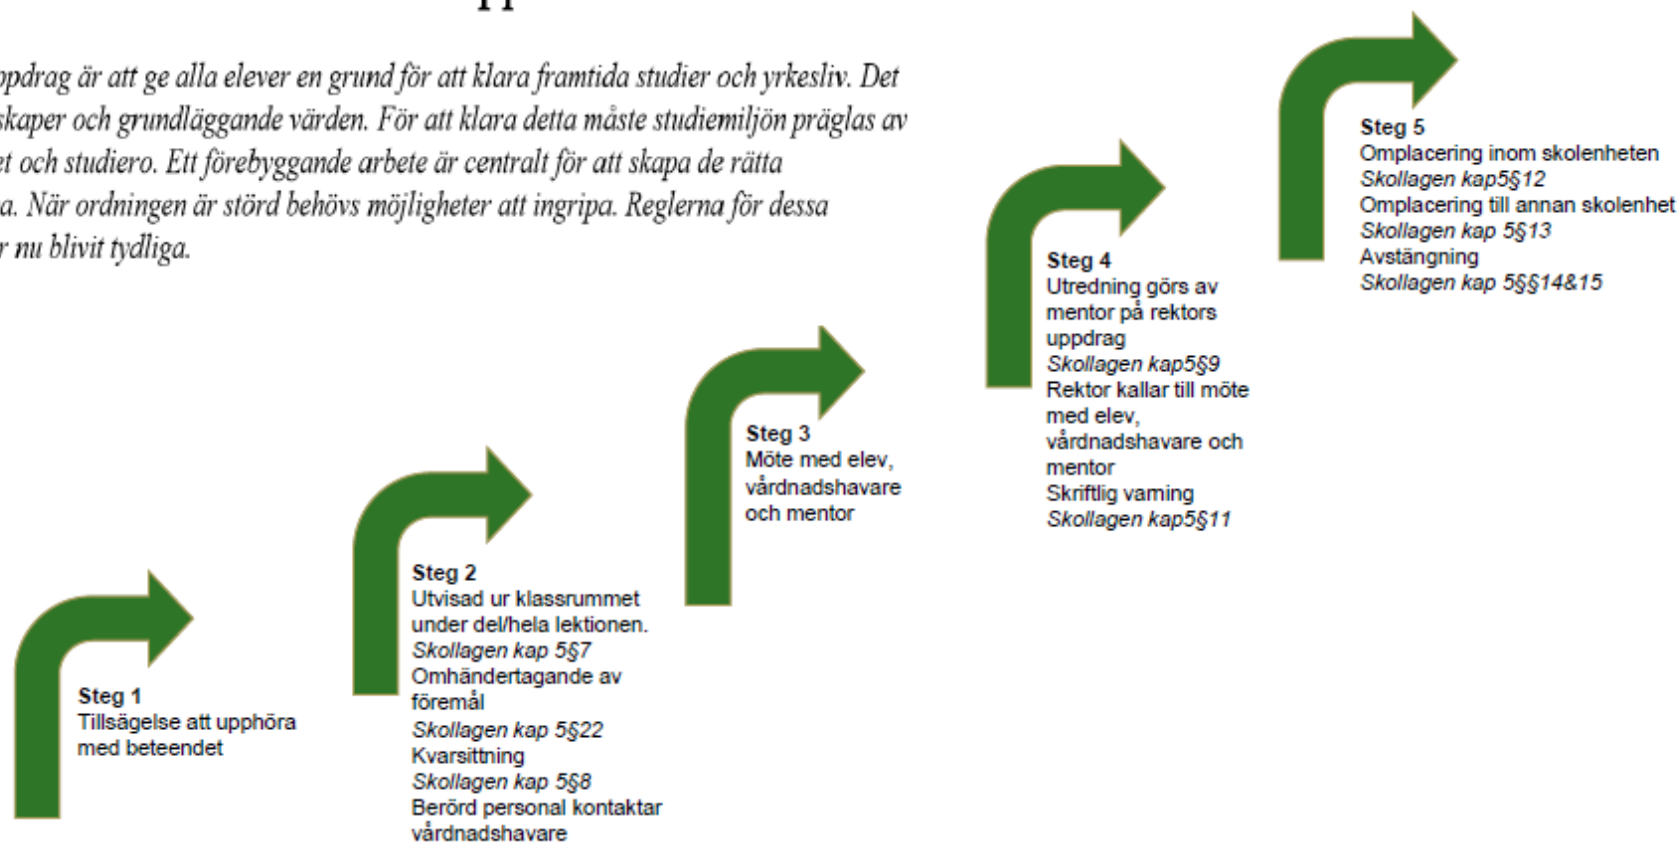 ppdrag är att ge alla elever en grund för att klara framtida studier och yrkesliv. Det
skaper och grundläggande värden. För att klara detta måste studiemiljön präglas av
et och studiero. Ett förebyggande arbete är centralt för att skapa de rätta
a. När ordningen är störd behövs möjligheter att ingripa. Reglerna för dessa
r nu blivit tydliga.
Steg 1
Tillsägelse att upphöra
med beteendet
Steg 2
Utvisad ur klassrummet
under del/hela lektionen.
Skollagen kap 5§7
Omhändertagande av
föremål
Skollagen kap 5§22
Kvarsittning
Skollagen kap 5§8
Berörd personal kontaktar
vårdnadshavare
Steg 3
Möte med elev,
vårdnadshavare
och mentor
Steg 4
Utredning görs av
mentor på rektors
uppdrag
Skollagen kap5§9
Rektor kallar till möte
med elev,
vårdnadshavare och
mentor
Skriftlig varning
Skollagen kap5§11
Steg 5
Omplacering inom skolenheten
Skollagen kap5§12
Omplacering till annan skolenhet
Skollagen kap 5§13
Avstängning
Skollagen kap 5§§14&15